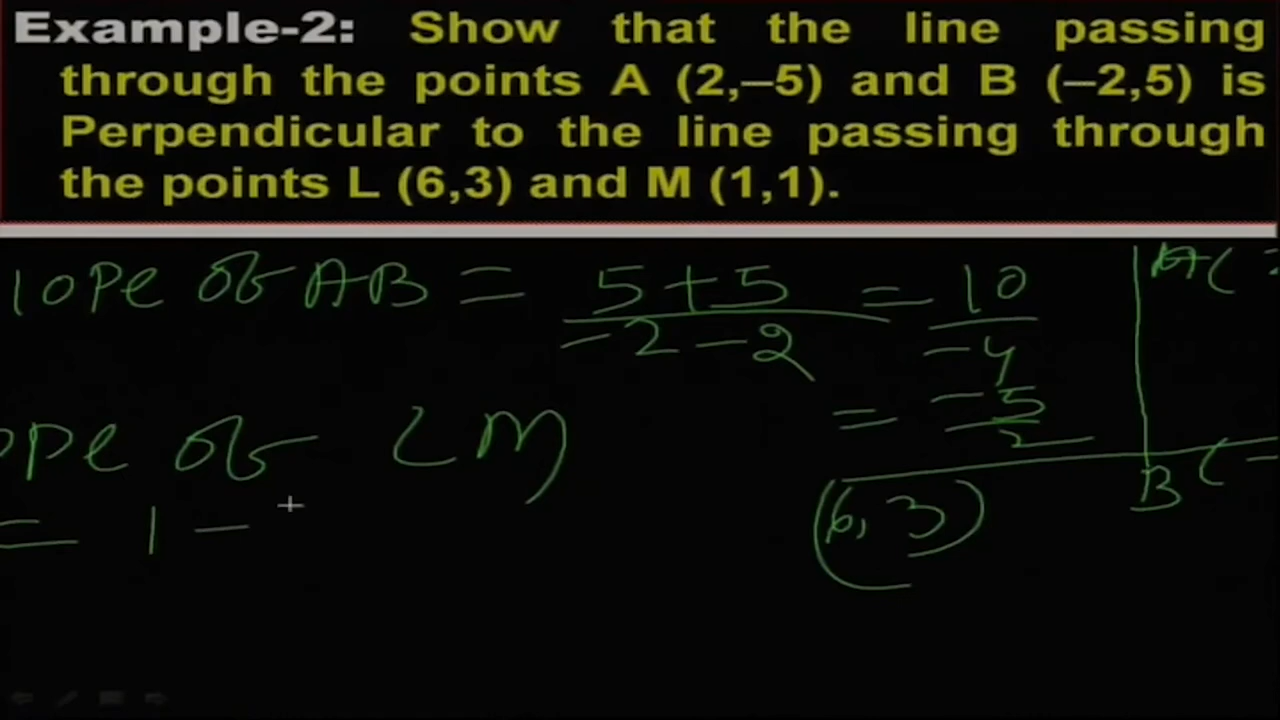 Example-2: Show that the line passing
through the points A (2,–5) and B (–2,5) is
Perpendicular to the line passing through
the points L (6,3) and M (1,1).
lope of AB = 5+5 = 10
-2-2 -4
= -5
2
ope of LM
= 1 -
(6,3)
A(
B(-